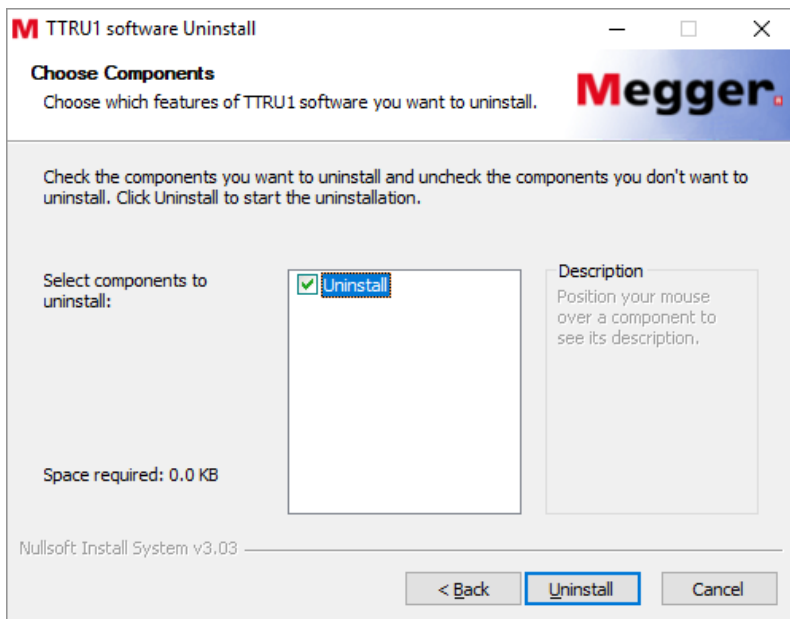 TTRU1 software Uninstall
Choose Components
Choose which features of TTRU1 software you want to uninstall.
Megger.
Check the components you want to uninstall and uncheck the components you don't want to
uninstall. Click Uninstall to start the uninstallation.
Select components to
uninstall:
Uninstall
Description
Position your mouse
over a component to
see its description.
Space required: 0.0 KB
Nullsoft Install System v3.03
< Back
Uninstall
Cancel